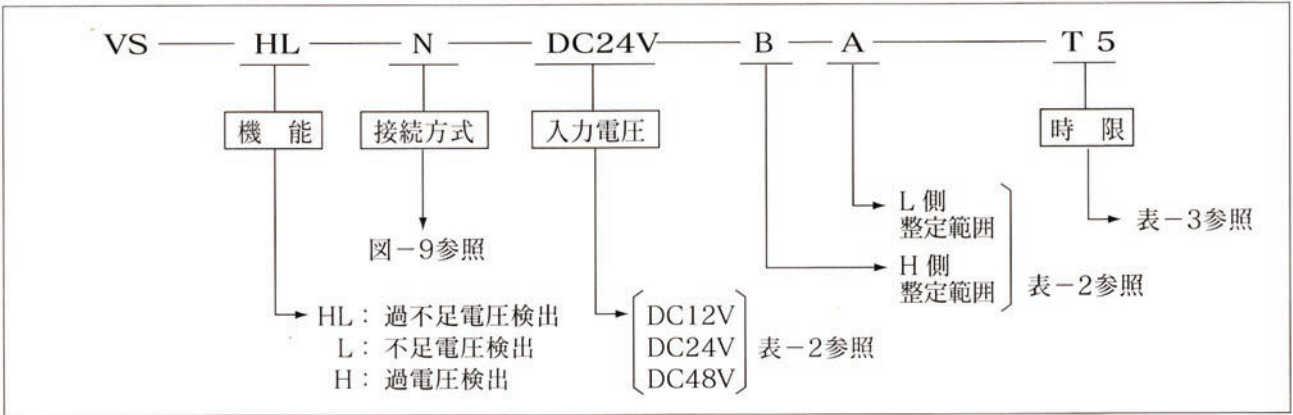 VS HL N DC24V B A T 5
機 能 接続方式 入力電圧 時 限
L 側
整定範囲
表-3参照
図-9参照
H 側
整定範囲
表-2参照
HL: 過不足電圧検出
L: 不足電圧検出
H: 過電圧検出
DC12V
DC24V
DC48V
表-2参照